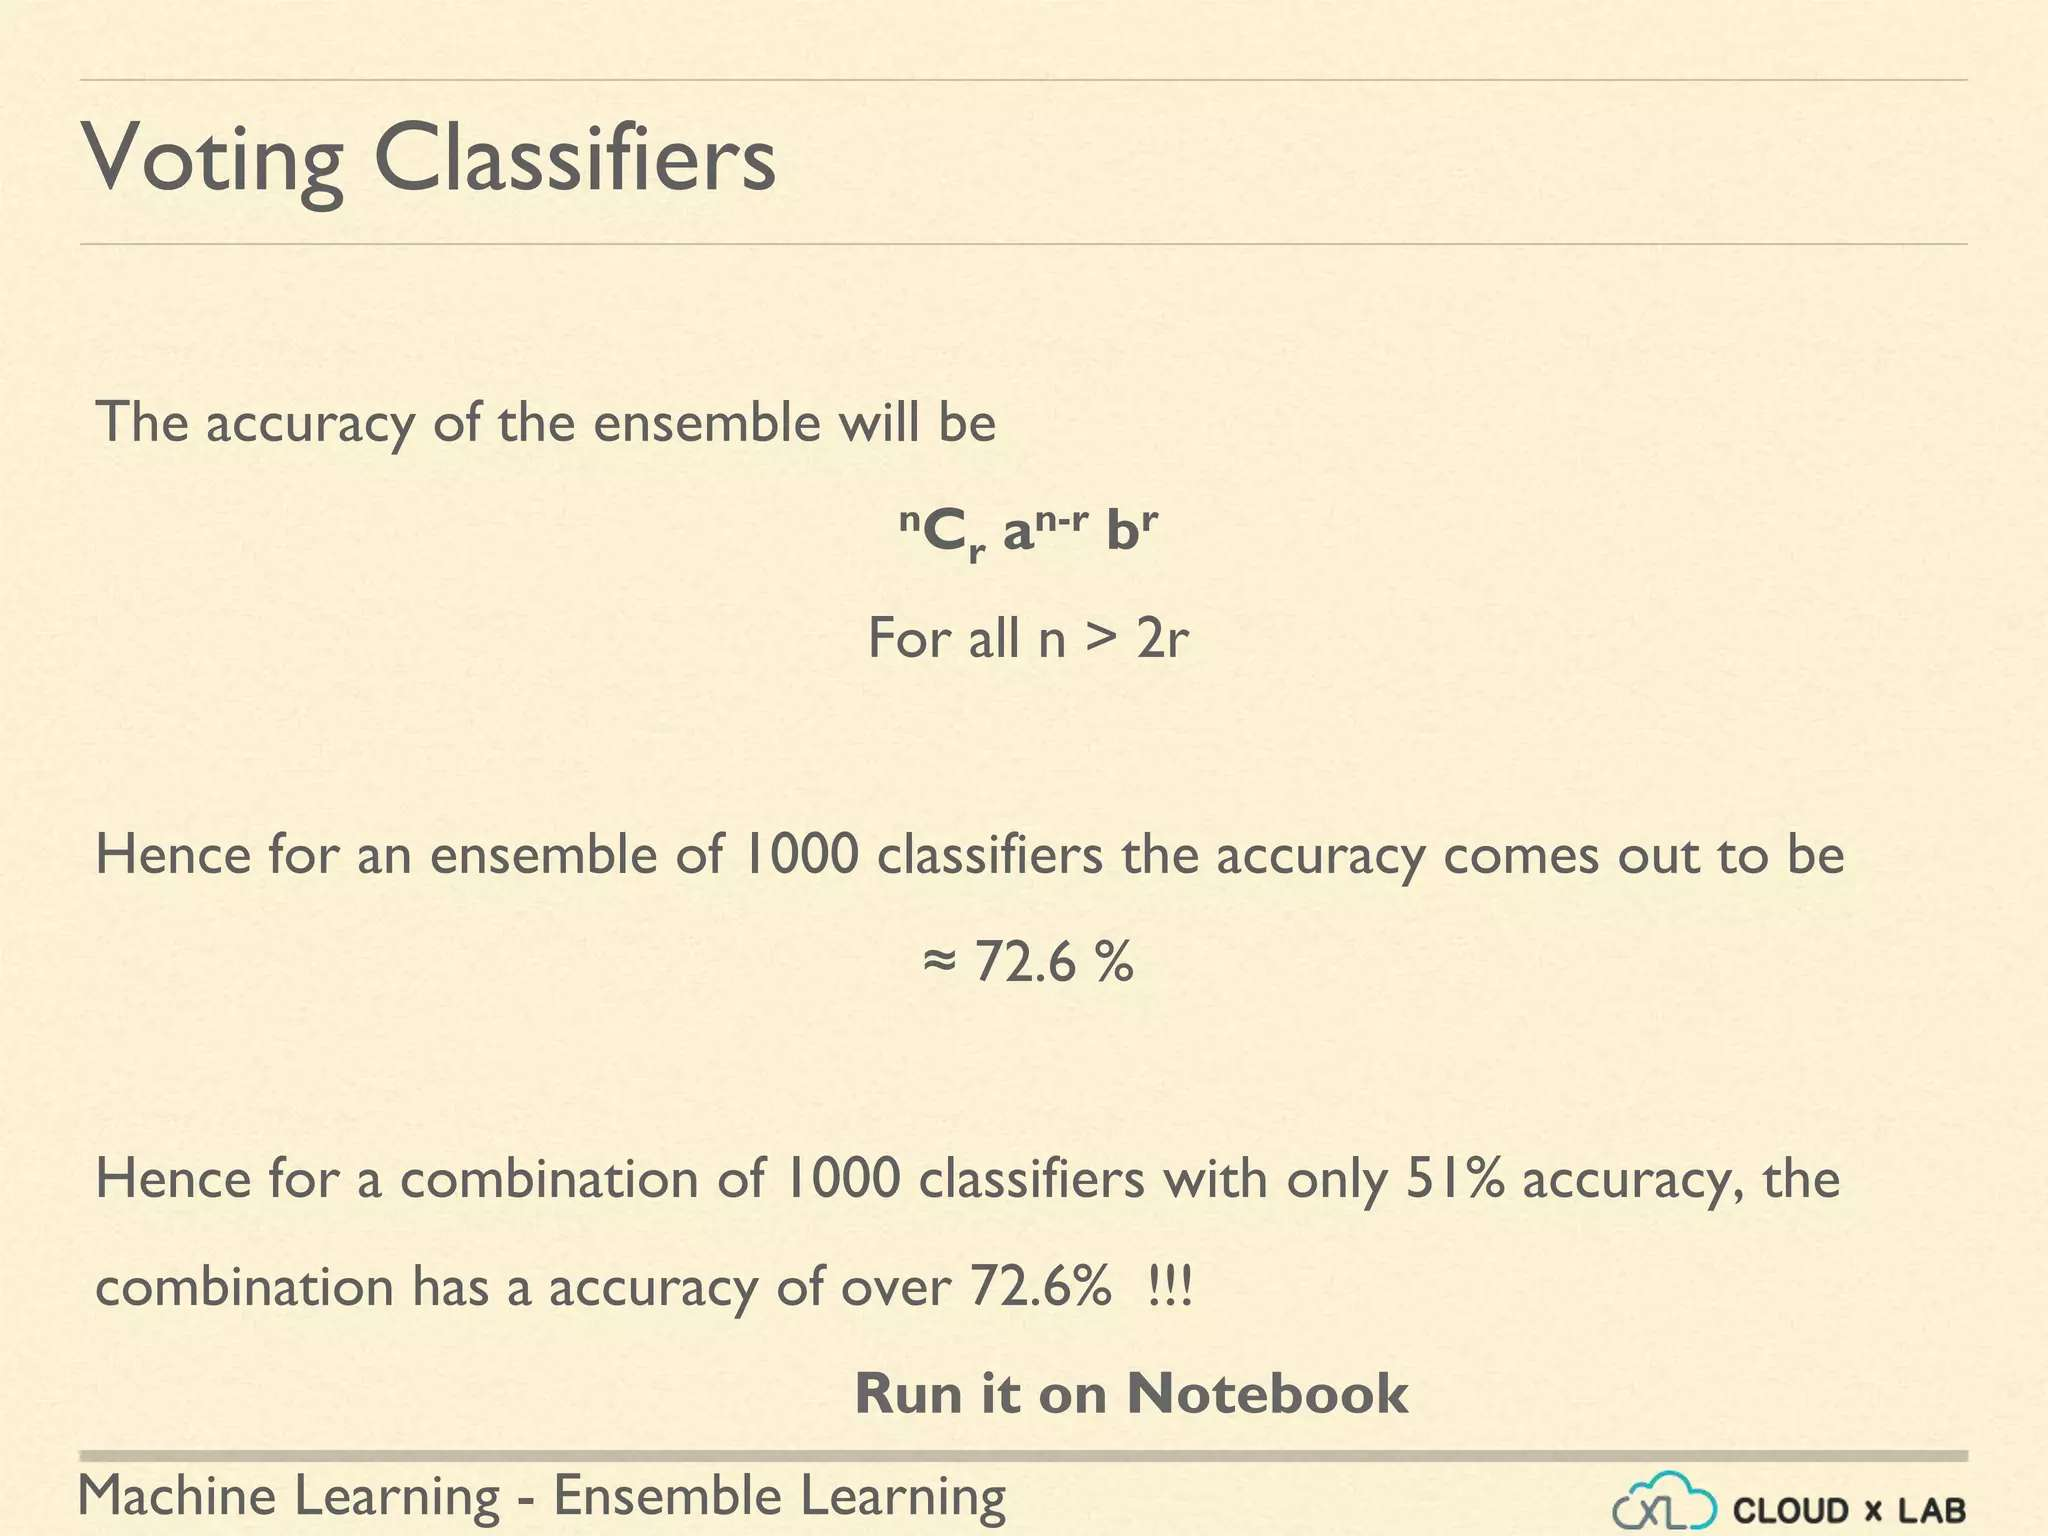 Voting Classifiers
The accuracy of the ensemble will be
ⁿCᵣ aⁿ⁻ʳ bʳ
For all n > 2r
Hence for an ensemble of 1000 classifiers the accuracy comes out to be
≈ 72.6 %
Hence for a combination of 1000 classifiers with only 51% accuracy, the
combination has a accuracy of over 72.6%  !!!
Run it on Notebook
Machine Learning - Ensemble Learning
CXL CLOUD x LAB